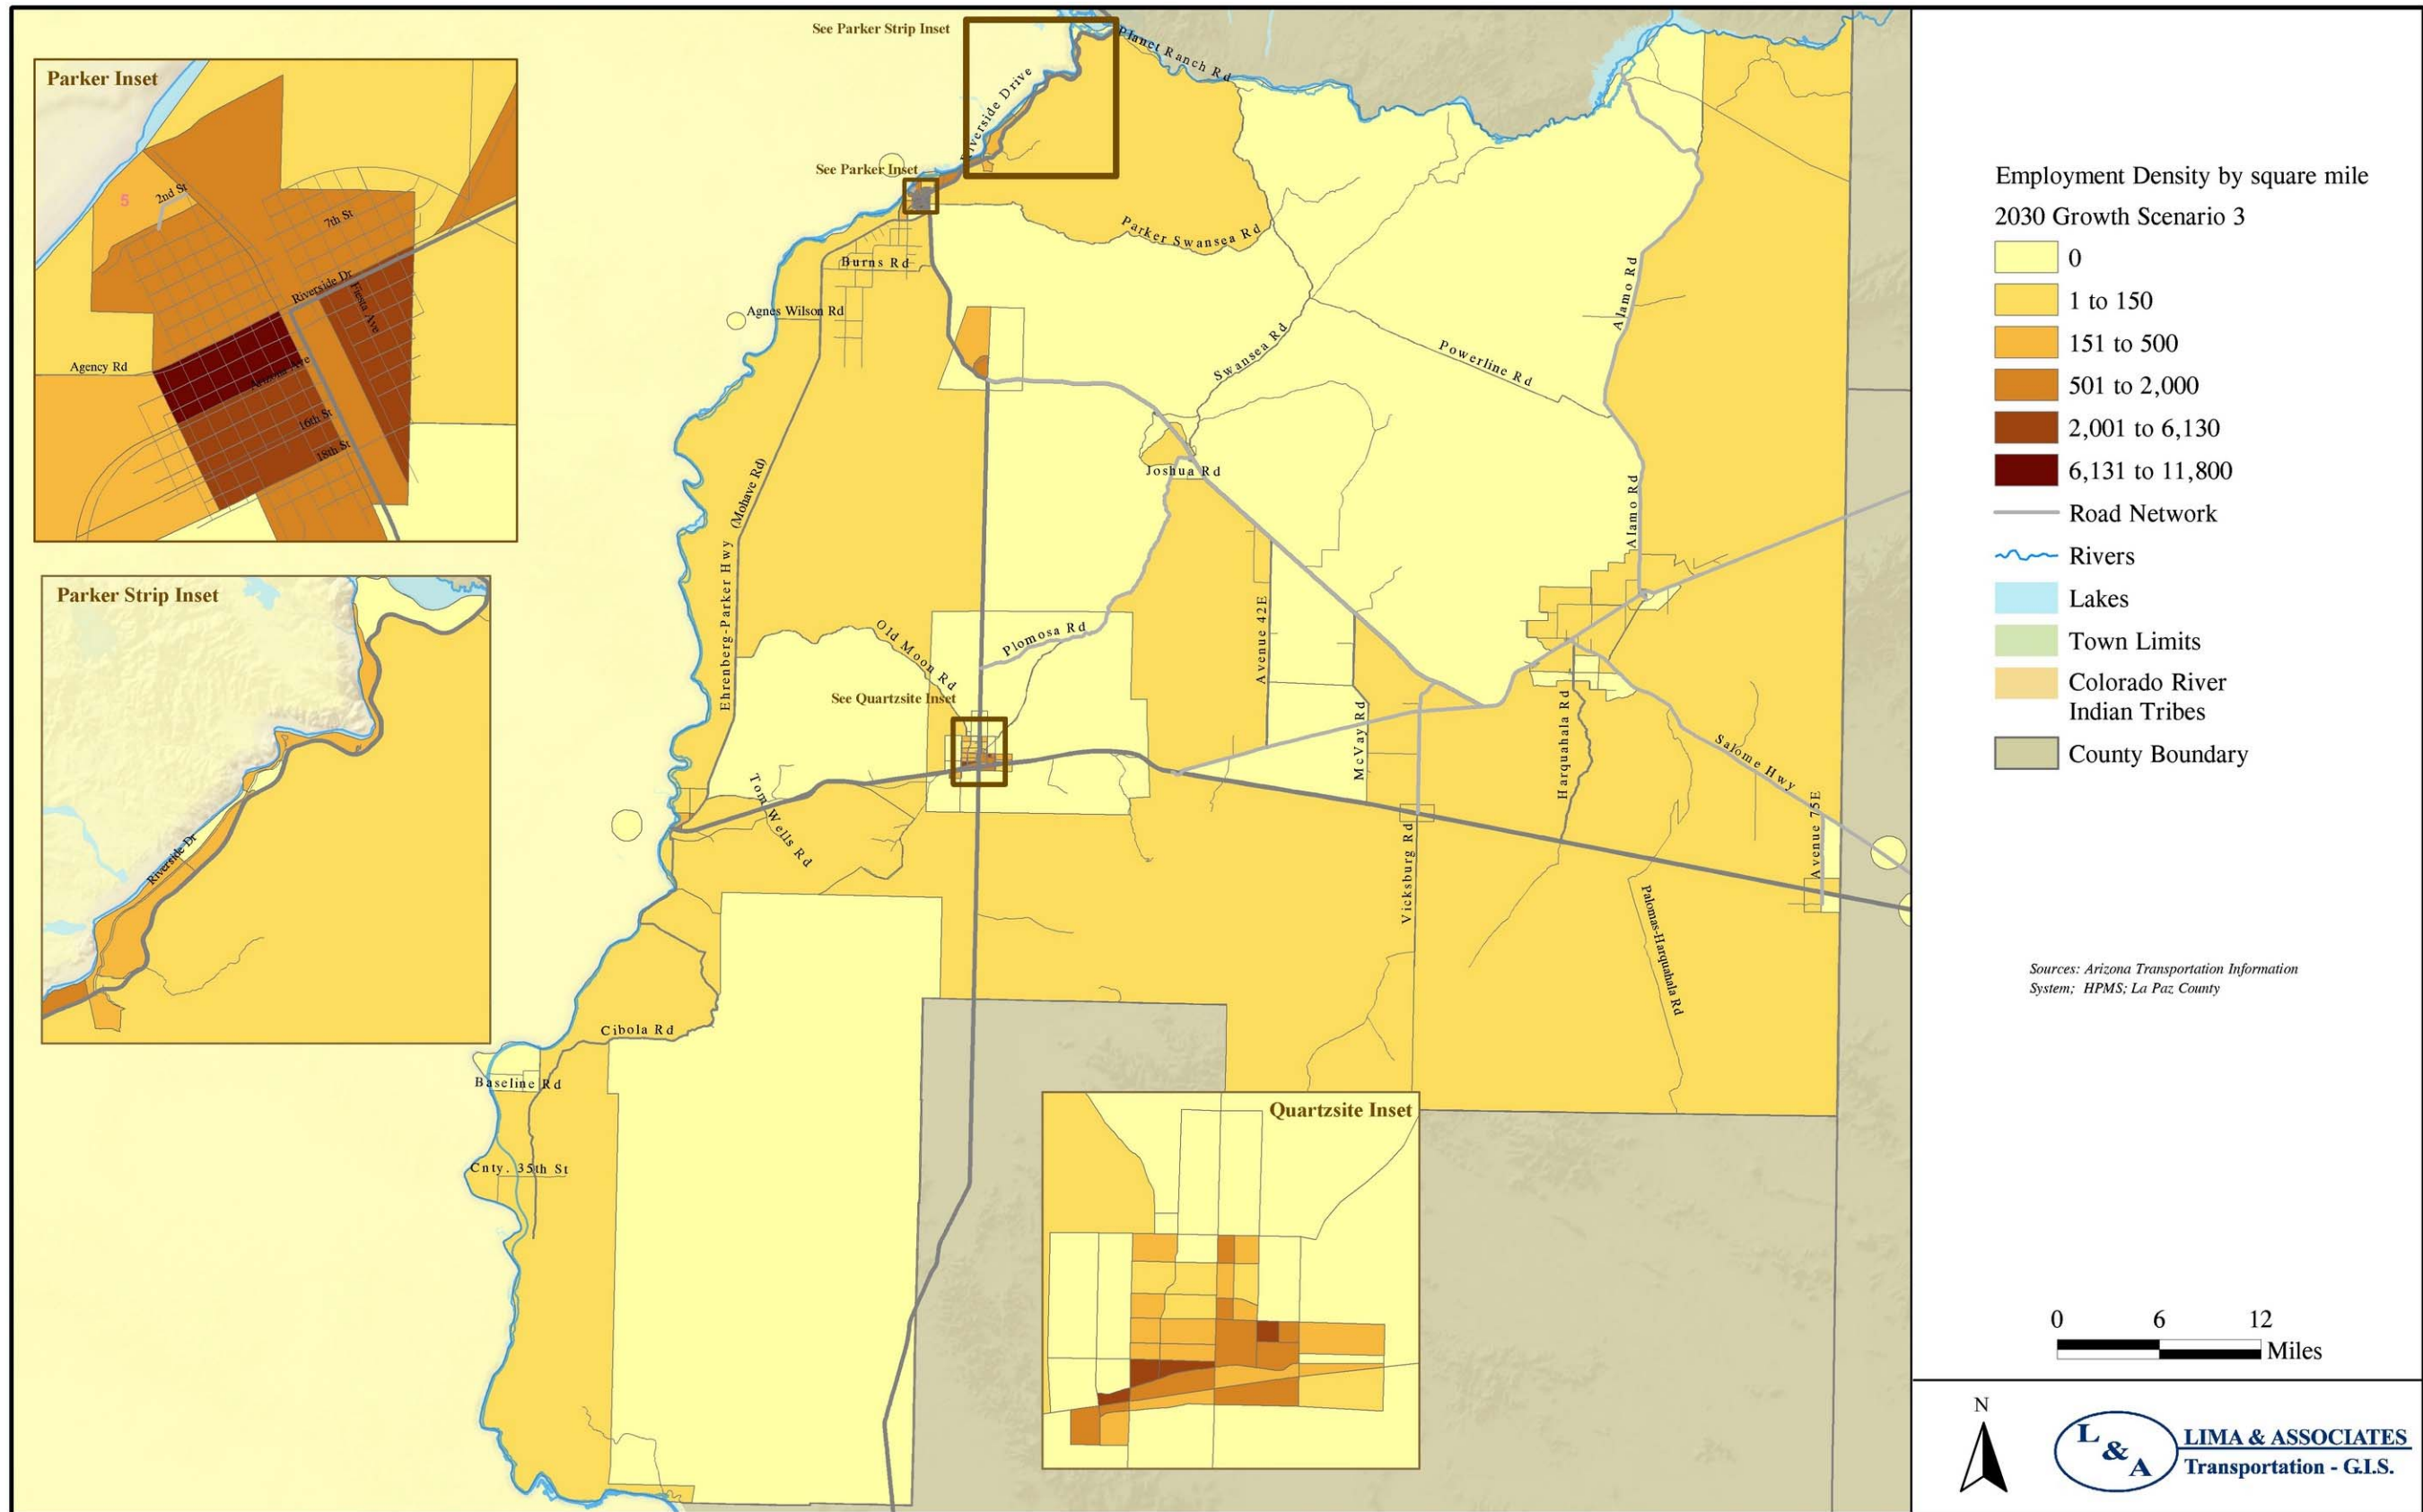 See Parker Strip Inset
Planet Ranch Rd
Riverside Drive
See Parker Inset
Parker Inset
5
2nd St
7th St
Riverside Dr
Fiesta Ave
Agency Rd
Arizona Ave
16th St
18th St
Burns Rd
Agnes Wilson Rd
Parker Swansea Rd
Swansea Rd
Powerline Rd
Alamo Rd
Joshua Rd
Alamo Rd
Ehrenberg-Parker Hwy (Mohave Rd)
Parker Strip Inset
Riverside Dr
Old Moon Rd
Plomosa Rd
Avenue 42E
See Quartzsite Inset
McVay Rd
Harquahala Rd
Salome Hwy
Tom Wells Rd
Vicksburg Rd
Avenue 75E
Palomas-Harquahala Rd
Cibola Rd
Baseline Rd
Cnty. 35th St
Quartzsite Inset
Employment Density by square mile
2030 Growth Scenario 3
0
1 to 150
151 to 500
501 to 2,000
2,001 to 6,130
6,131 to 11,800
Road Network
Rivers
Lakes
Town Limits
Colorado River
Indian Tribes
County Boundary
Sources: Arizona Transportation Information
System; HPMS; La Paz County
0 6 12
Miles
N
L & A
LIMA & ASSOCIATES
Transportation - G.I.S.